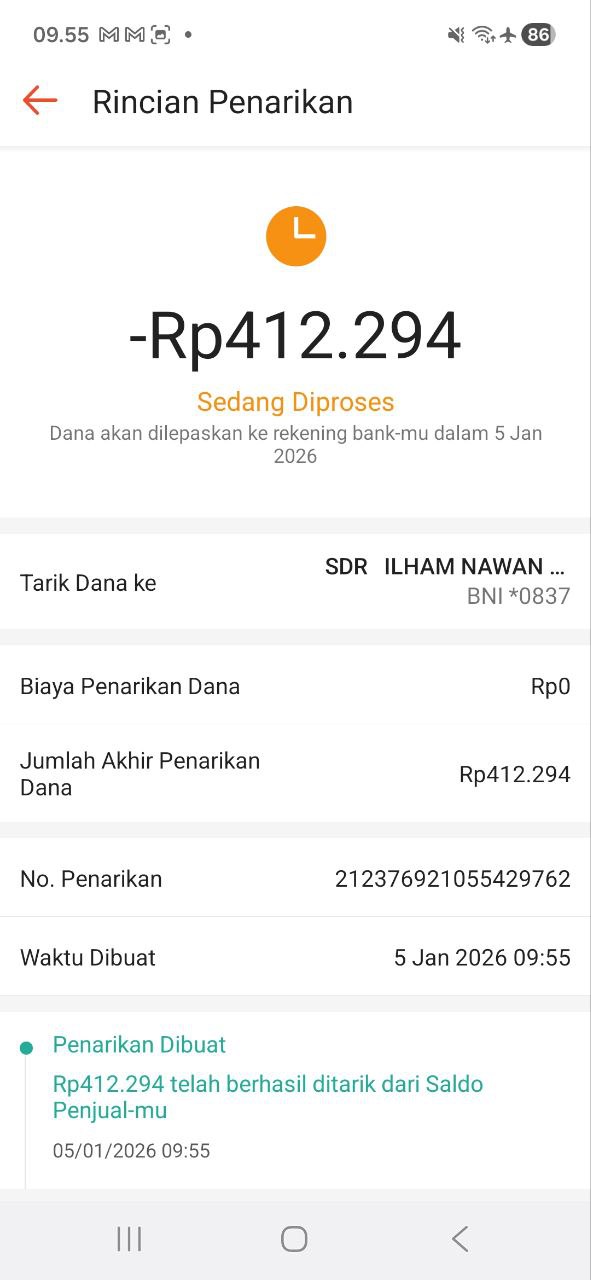 09.55
86
Rincian Penarikan
-Rp412.294
Sedang Diproses
Dana akan dilepaskan ke rekening bank-mu dalam 5 Jan
2026
Tarik Dana ke
SDR ILHAM NAWAN ...
BNI *0837
Biaya Penarikan Dana
Rp0
Jumlah Akhir Penarikan
Dana
Rp412.294
No. Penarikan
212376921055429762
Waktu Dibuat
5 Jan 2026 09:55
Penarikan Dibuat
Rp412.294 telah berhasil ditarik dari Saldo
Penjual-mu
05/01/2026 09:55